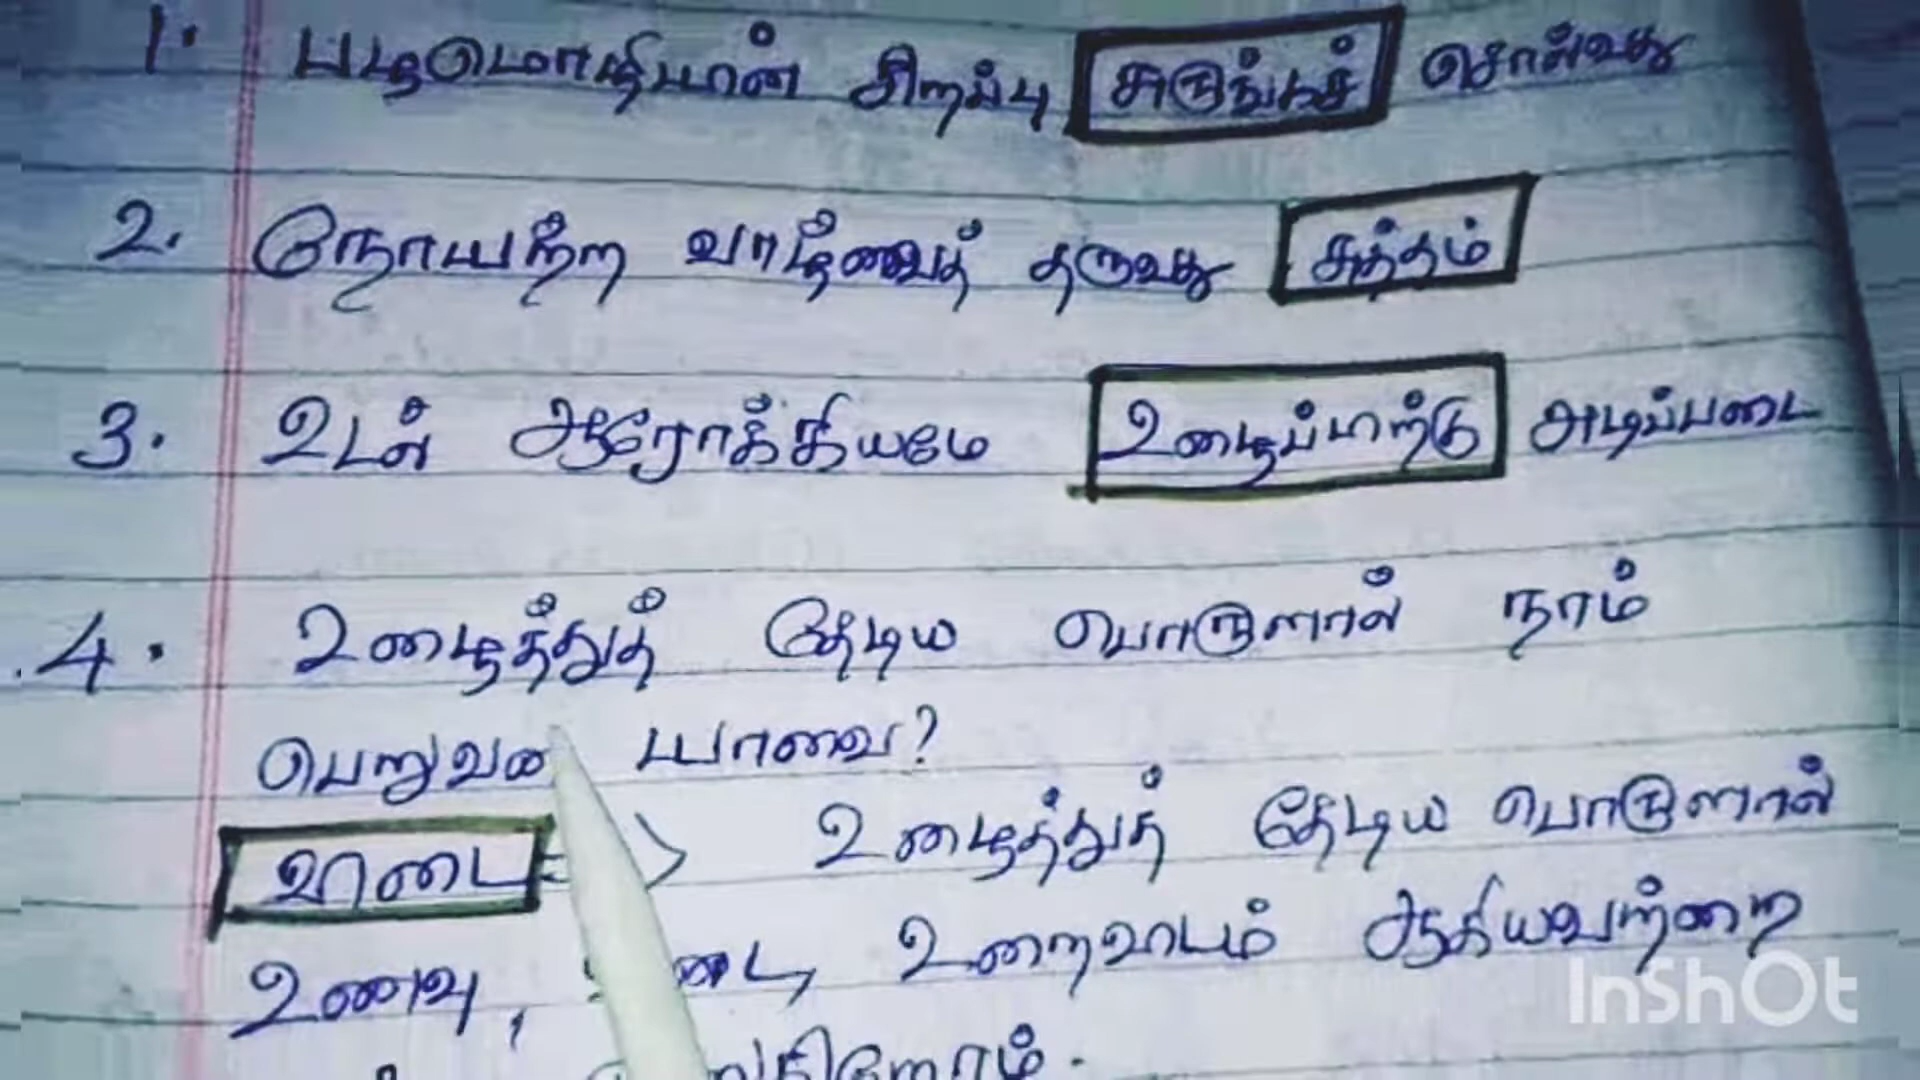 1. பழமொழியின் சிறப்பு சுருங்கச் சொல்வது
2. நோயற்ற வாழ்வைத் தருவது சுத்தம்
3. உடல் ஆரோக்கியமே உழைப்பிற்கு அடிப்படை
4. உழைத்துத் தேடிய பொருளால் நாம்
பெறுவன யாவை?
விடை => உழைத்துத் தேடிய பொருளால்
உணவு, உடை, உறைவிடம் ஆகியவற்றை
InShOt